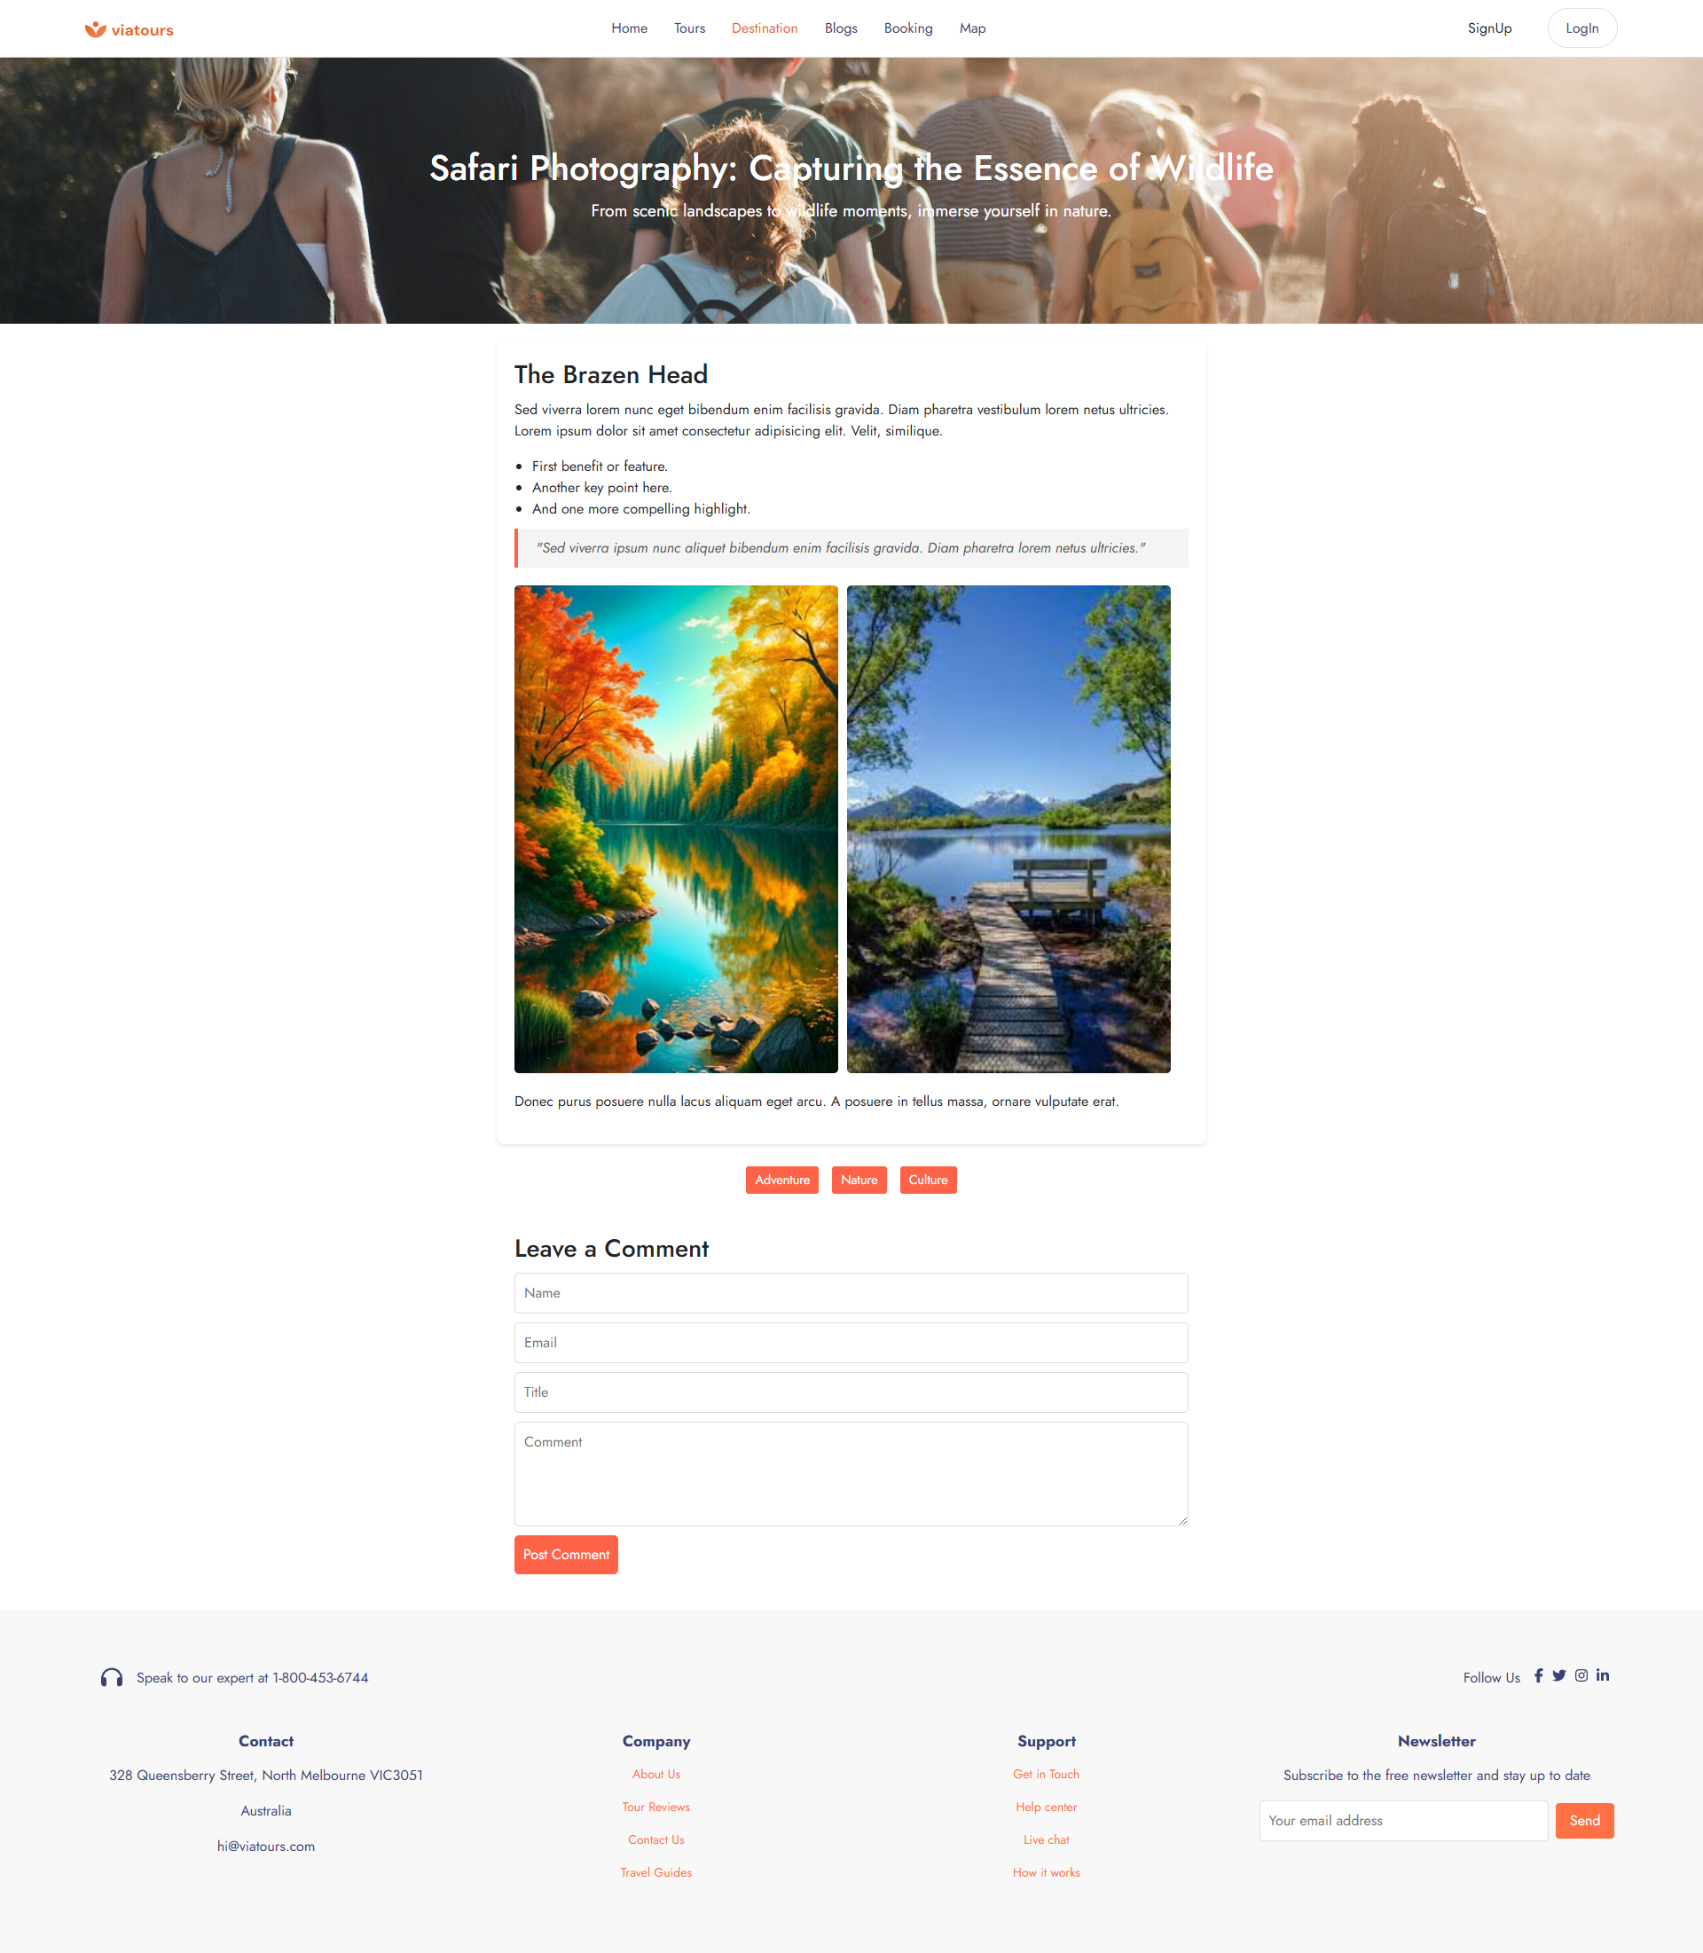 viatours
Home Tours Destination Blogs Booking Map
SignUp LogIn
Safari Photography: Capturing the Essence of Wildlife
From scenic landscapes to wildlife moments, immerse yourself in nature.
The Brazen Head
Sed viverra lorem nunc eget bibendum enim facilisis gravida. Diam pharetra vestibulum lorem netus ultricies.
Lorem ipsum dolor sit amet consectetur adipisicing elit. Velit, similique.
• First benefit or feature.
• Another key point here.
• And one more compelling highlight.
"Sed viverra ipsum nunc aliquet bibendum enim facilisis gravida. Diam pharetra lorem netus ultricies."
Donec purus posuere nulla lacus aliquam eget arcu. A posuere in tellus massa, ornare vulputate erat.
Adventure Nature Culture
Leave a Comment
Name
Email
Title
Comment
Post Comment
Speak to our expert at 1-800-453-6744
Follow Us
Contact
328 Queensberry Street, North Melbourne VIC3051
Australia
hi@viatours.com
Company
About Us
Tour Reviews
Contact Us
Travel Guides
Support
Get in Touch
Help center
Live chat
How it works
Newsletter
Subscribe to the free newsletter and stay up to date
Your email address
Send